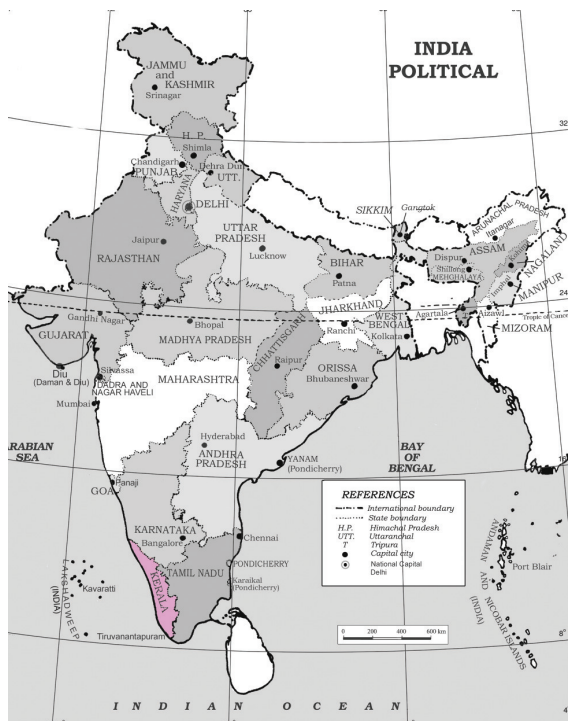 INDIA
POLITICAL
JAMMU
and
KASHMIR
Srinagar
32
H. P.
Shimla
Chandigarh
PUNJAB
Dehra Dun
UTT.
HARYANA
DELHI
SIKKIM
Gangtok
ARUNACHAL PRADESH
Itanagar
UTTAR
PRADESH
Lucknow
Jaipur
RAJASTHAN
ASSAM
Dispur
Shillong
MEHGHALAYA
Kohima
NAGALAND
Imphal
MANIPUR
BIHAR
Patna
24
Gandhi Nagar
GUJARAT
Bhopal
MADHYA PRADESH
JHARKHAND
Ranchi
WEST
BENGAL
Kolkata
Agartala
T
Aizawl
Tropic of Cancer
MIZORAM
CHHATTISGARH
Raipur
ORISSA
Bhubaneshwar
Diu
(Daman & Diu)
Silvassa
DADRA AND
NAGAR HAVELI
MAHARASHTRA
Mumbai
Hyderabad
ANDHRA
PRADESH
ARABIAN
SEA
BAY
OF
BENGAL
16
YANAM
(Pondicherry)
Panaji
GOA
KARNATAKA
Bangalore
Chennai
PONDICHERRY
TAMIL NADU
Karaikal
(Pondicherry)
KERALA
LAKSHADWEEP
(INDIA)
Kavaratti
Tiruvanantapuram
REFERENCES
International boundary
State boundary
H.P. Himachal Pradesh
UTT. Uttaranchal
T Tripura
Capital city
National Capital
Delhi
ANDAMAN AND NICOBAR ISLANDS
(INDIA)
Port Blair
0 200 400 600 km
8°
INDIAN OCEAN
4